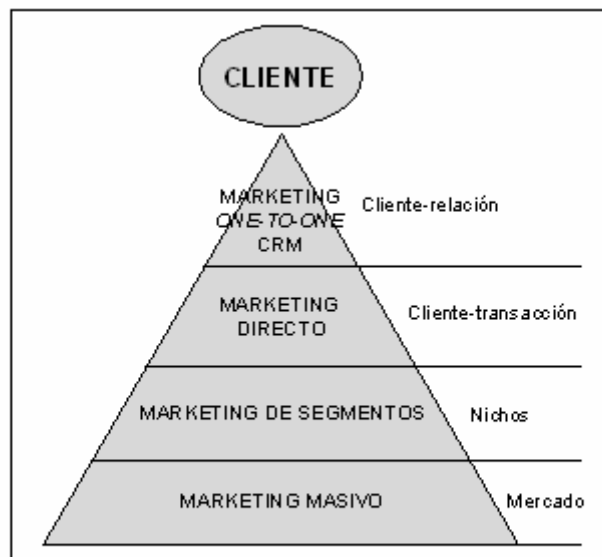 CLIENTE
MARKETING
ONE-TO-ONE
CRM
Cliente-relación
MARKETING
DIRECTO
Cliente-transacción
MARKETING DE SEGMENTOS
Nichos
MARKETING MASIVO
Mercado